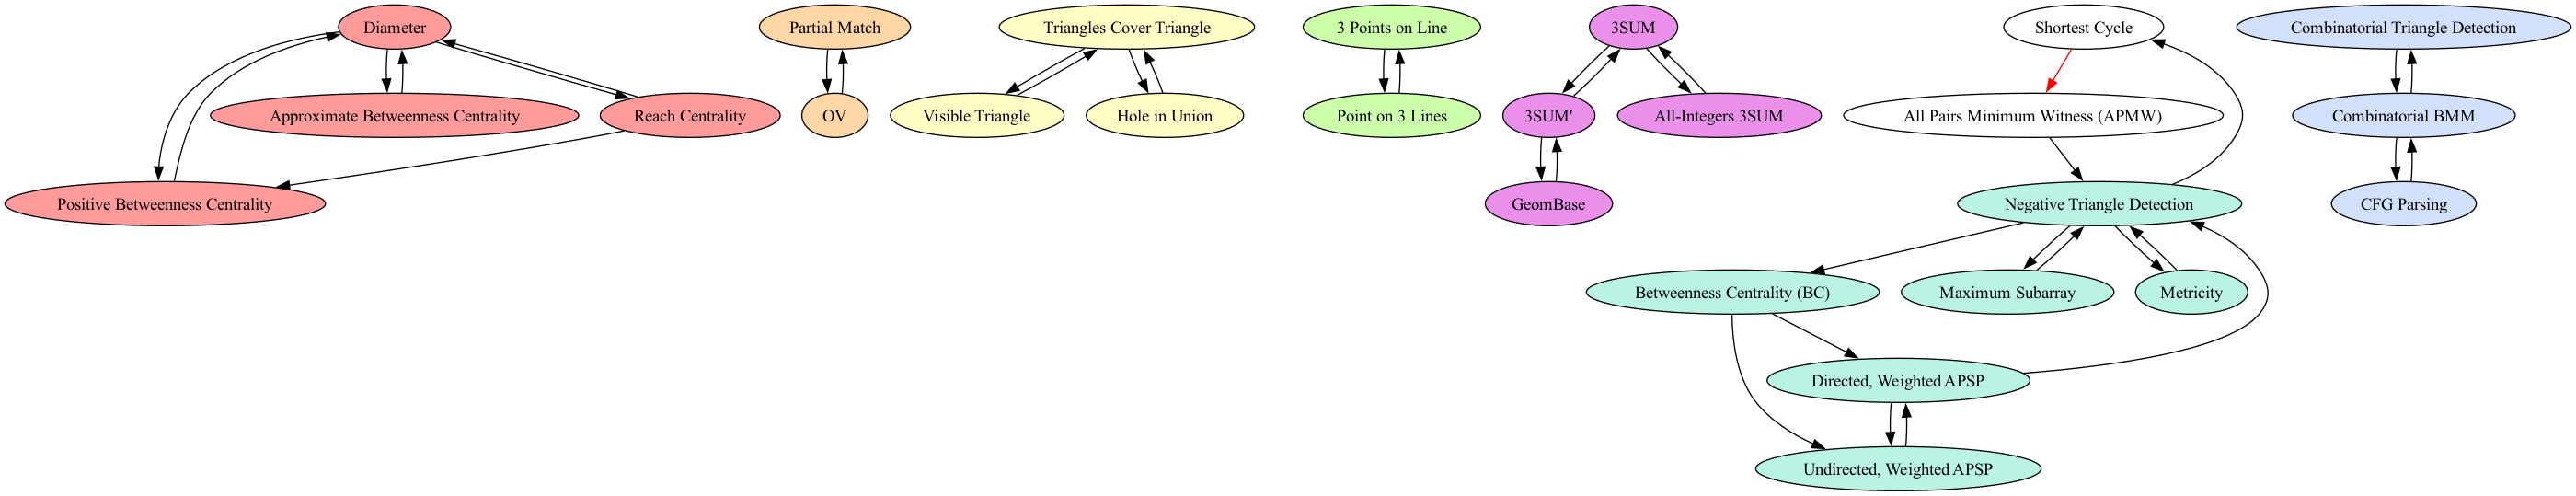 Diameter
Partial Match
Triangles Cover Triangle
3 Points on Line
3SUM
Shortest Cycle
Combinatorial Triangle Detection
Approximate Betweenness Centrality
Reach Centrality
OV
Visible Triangle
Hole in Union
Point on 3 Lines
3SUM'
All-Integers 3SUM
All Pairs Minimum Witness (APMW)
Combinatorial BMM
Positive Betweenness Centrality
GeomBase
Negative Triangle Detection
CFG Parsing
Betweenness Centrality (BC)
Maximum Subarray
Metricity
Directed, Weighted APSP
Undirected, Weighted APSP